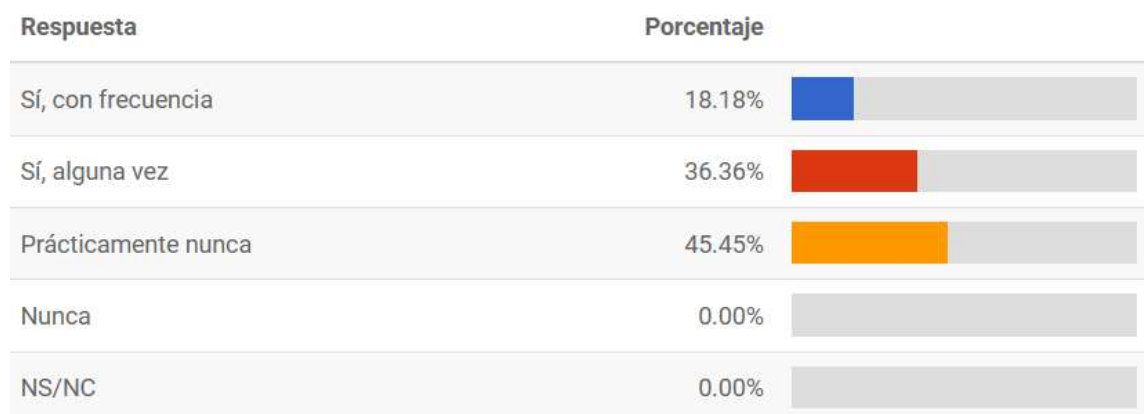 Respuesta Porcentaje
Sí, con frecuencia 18.18%
Sí, alguna vez 36.36%
Prácticamente nunca 45.45%
Nunca 0.00%
NS/NC 0.00%